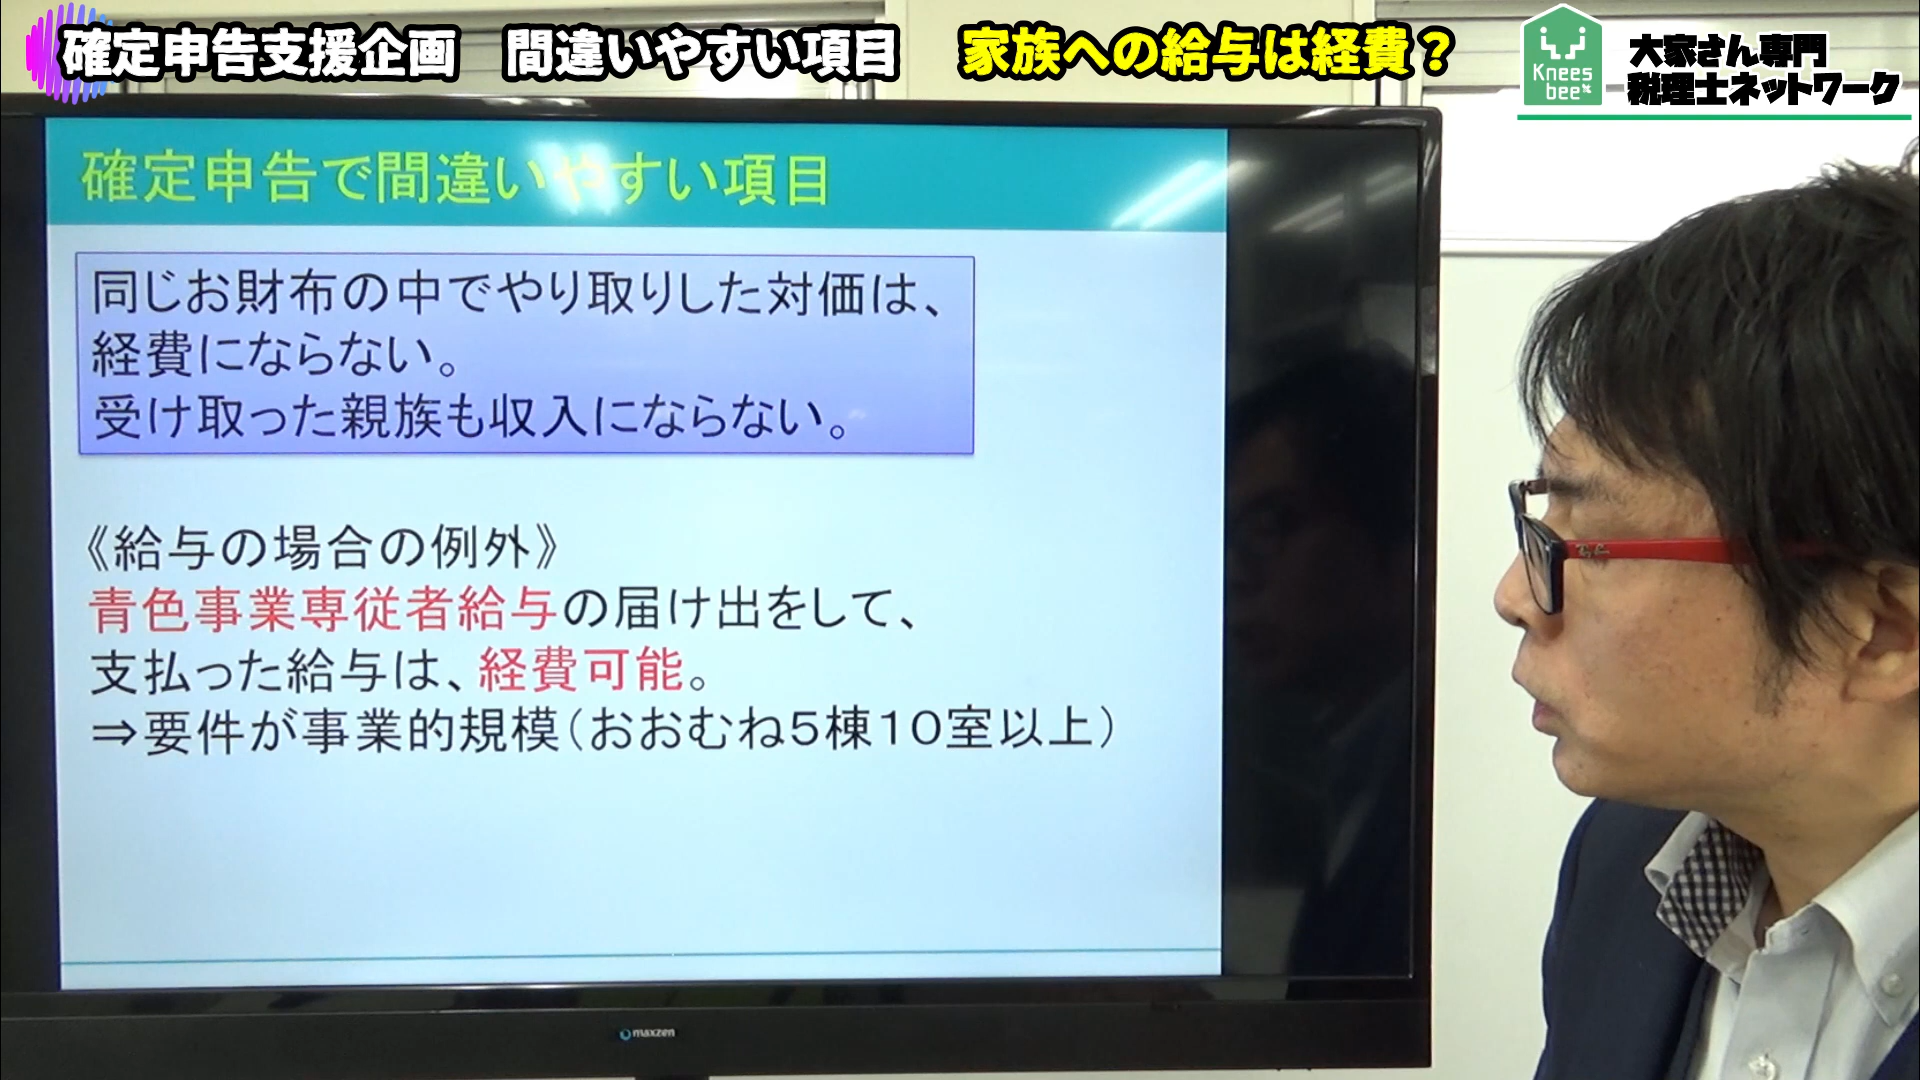 確定申告支援企画　間違いやすい項目　家族への給与は経費？
Knees
bee
大家さん専門
税理士ネットワーク
確定申告で間違いやすい項目
同じお財布の中でやり取りした対価は、
経費にならない。
受け取った親族も収入にならない。
《給与の場合の例外》
青色事業専従者給与の届け出をして、
支払った給与は、経費可能。
⇒要件が事業的規模（おおむね５棟１０室以上）
Ray-Ban
maxzen